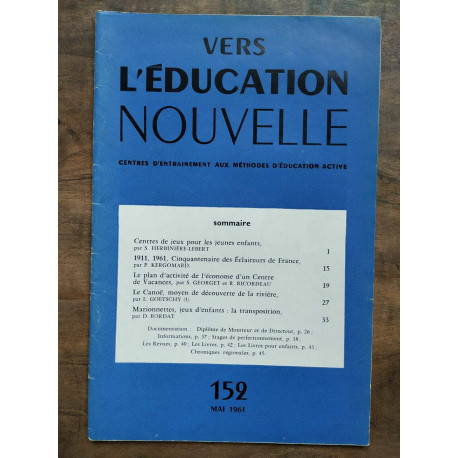 VERS
L'ÉDUCATION
NOUVELLE
CENTRES D'ENTRAINEMENT AUX MÉTHODES D'ÉDUCATION ACTIVE
sommaire
Centres de jeux pour les jeunes enfants,
par S. HERBINIÈRE-LEBERT 1
1911, 1961, Cinquantenaire des Éclaireurs de France,
par P. KERGOMARD. 15
Le plan d'activité de l'économe d'un Centre
de Vacances, par S. GEORGET et R. RICORDEAU 19
Le Canoë, moyen de découverte de la rivière,
par L. GOETSCHY (1) 27
Marionnettes, jeux d'enfants : la transposition,
par D. BORDAT 33
Documentation : Diplôme de Moniteur et de Directeur, p. 26 ;
Informations, p. 37 ; Stages de perfectionnement, p. 38 ;
Les Revues, p. 40 ; Les Livres, p. 42 ; Les Livres pour enfants, p. 43 ;
Chroniques régionales, p. 45.
152
MAI 1961